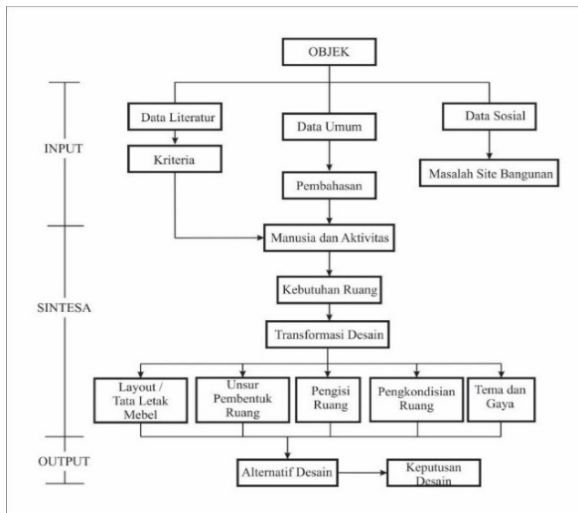 OBJEK
INPUT
Data Literatur
Data Umum
Data Sosial
Kriteria
Pembahasan
Masalah Site Bangunan
SINTESA
Manusia dan Aktivitas
Kebutuhan Ruang
Transformasi Desain
Layout /
Tata Letak
Mebel
Unsur
Pembentuk
Ruang
Pengisi
Ruang
Pengkondisian
Ruang
Tema dan
Gaya
OUTPUT
Alternatif Desain
Keputusan
Desain